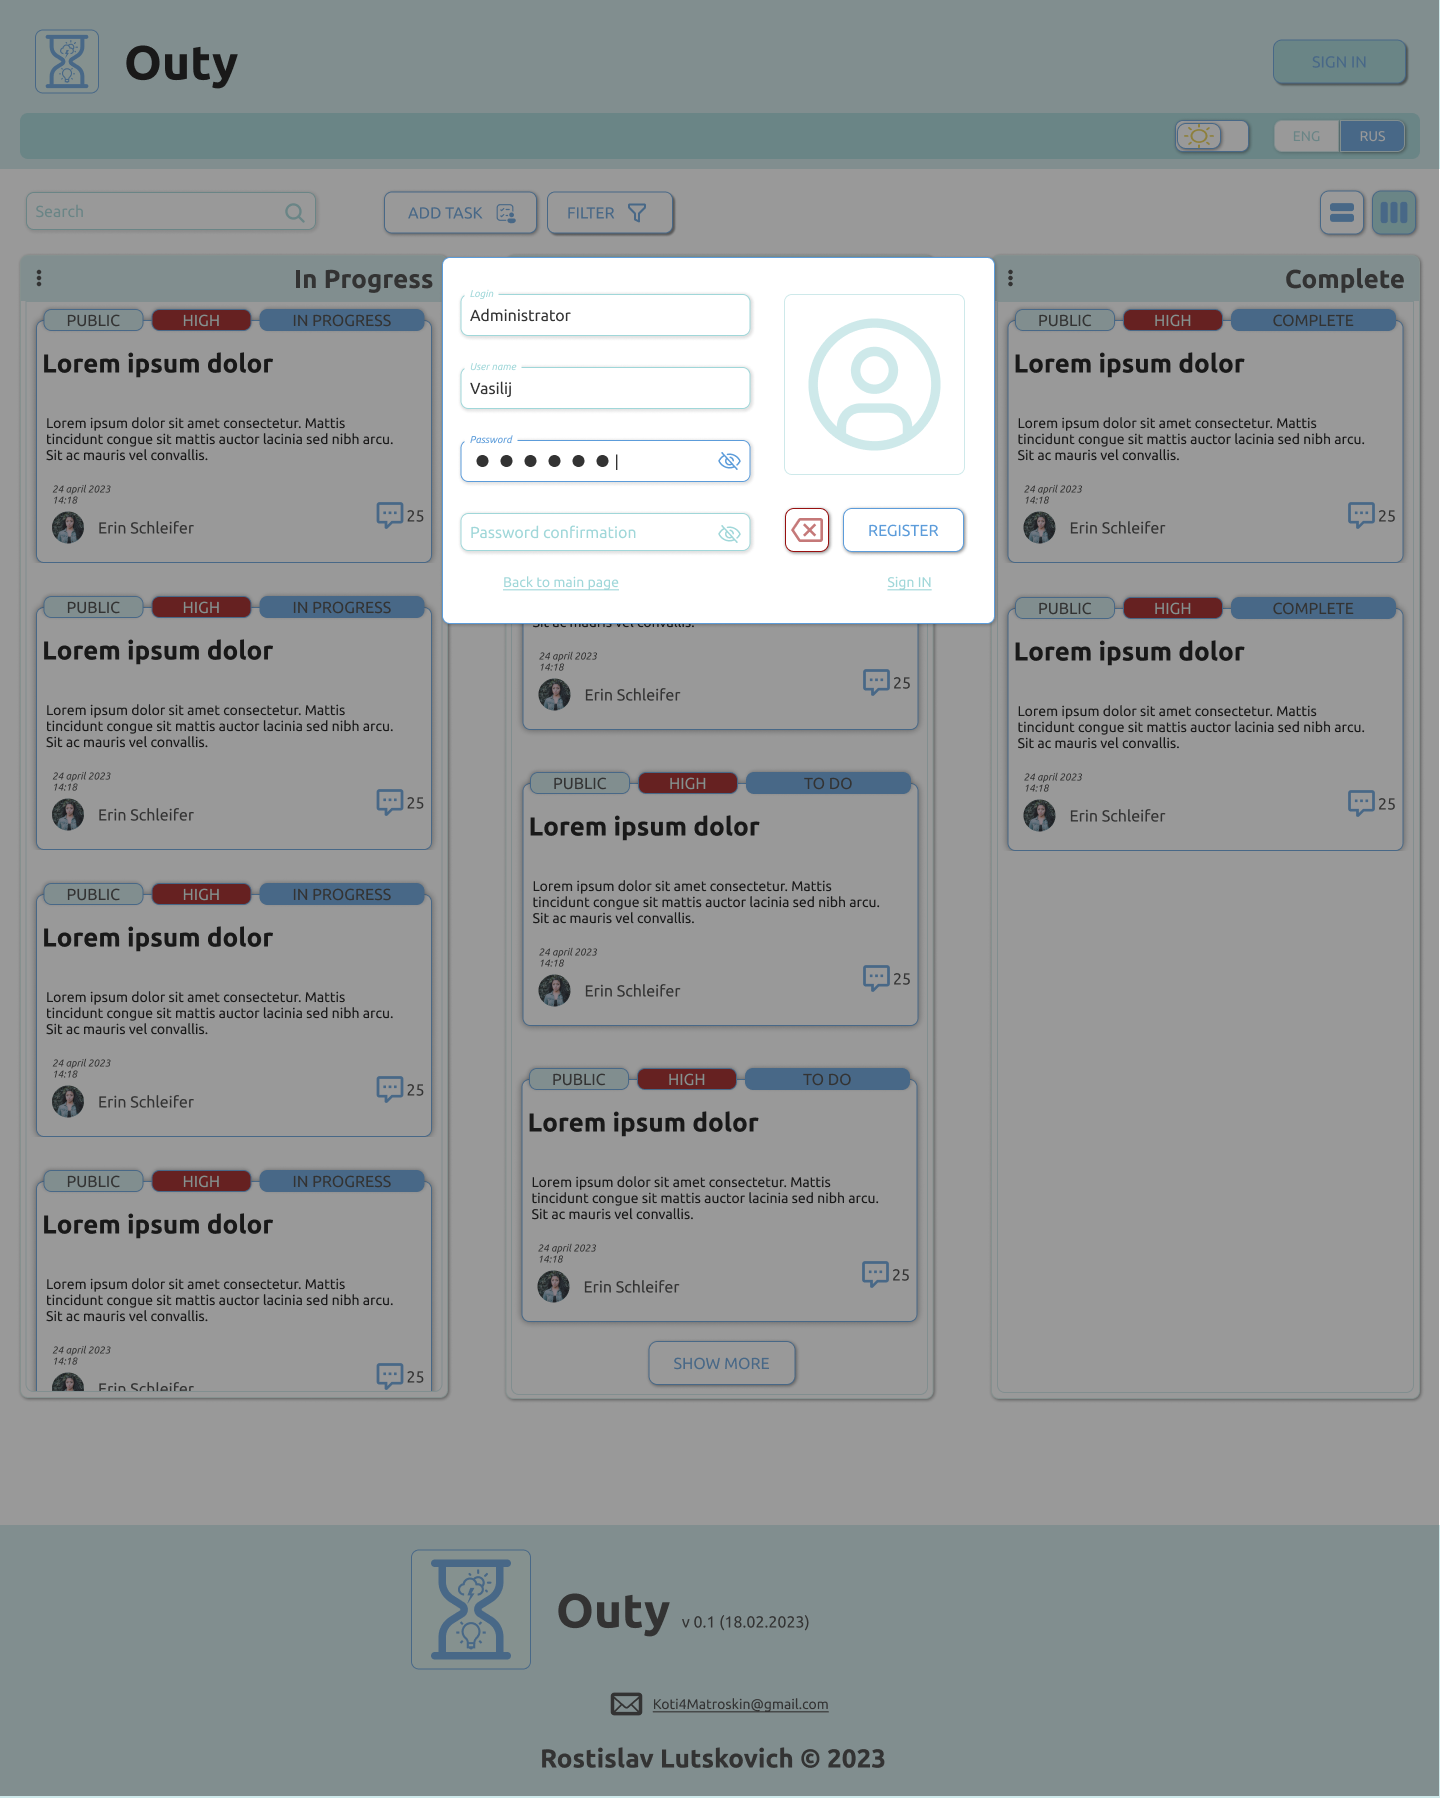 Outy
SIGN IN
ENG
RUS
Search
ADD TASK
FILTER
In Progress
PUBLIC
HIGH
IN PROGRESS
Lorem ipsum dolor
Lorem ipsum dolor sit amet consectetur. Mattis
tincidunt congue sit mattis auctor lacinia sed nibh arcu.
Sit ac mauris vel convallis.
24 april 2023
14:18
Erin Schleifer
25
PUBLIC
HIGH
IN PROGRESS
Lorem ipsum dolor
Lorem ipsum dolor sit amet consectetur. Mattis
tincidunt congue sit mattis auctor lacinia sed nibh arcu.
Sit ac mauris vel convallis.
24 april 2023
14:18
Erin Schleifer
25
PUBLIC
HIGH
IN PROGRESS
Lorem ipsum dolor
Lorem ipsum dolor sit amet consectetur. Mattis
tincidunt congue sit mattis auctor lacinia sed nibh arcu.
Sit ac mauris vel convallis.
24 april 2023
14:18
Erin Schleifer
25
PUBLIC
HIGH
IN PROGRESS
Lorem ipsum dolor
Lorem ipsum dolor sit amet consectetur. Mattis
tincidunt congue sit mattis auctor lacinia sed nibh arcu.
Sit ac mauris vel convallis.
24 april 2023
14:18
Erin Schleifer
25
Login
Administrator
User name
Vasilij
Password
Password confirmation
REGISTER
Back to main page
Sign IN
Sit ac mauris vel convallis.
24 april 2023
14:18
Erin Schleifer
25
PUBLIC
HIGH
TO DO
Lorem ipsum dolor
Lorem ipsum dolor sit amet consectetur. Mattis
tincidunt congue sit mattis auctor lacinia sed nibh arcu.
Sit ac mauris vel convallis.
24 april 2023
14:18
Erin Schleifer
25
PUBLIC
HIGH
TO DO
Lorem ipsum dolor
Lorem ipsum dolor sit amet consectetur. Mattis
tincidunt congue sit mattis auctor lacinia sed nibh arcu.
Sit ac mauris vel convallis.
24 april 2023
14:18
Erin Schleifer
25
SHOW MORE
Complete
PUBLIC
HIGH
COMPLETE
Lorem ipsum dolor
Lorem ipsum dolor sit amet consectetur. Mattis
tincidunt congue sit mattis auctor lacinia sed nibh arcu.
Sit ac mauris vel convallis.
24 april 2023
14:18
Erin Schleifer
25
PUBLIC
HIGH
COMPLETE
Lorem ipsum dolor
Lorem ipsum dolor sit amet consectetur. Mattis
tincidunt congue sit mattis auctor lacinia sed nibh arcu.
Sit ac mauris vel convallis.
24 april 2023
14:18
Erin Schleifer
25
Outy
v 0.1 (18.02.2023)
Koti4Matroskin@gmail.com
Rostislav Lutskovich © 2023